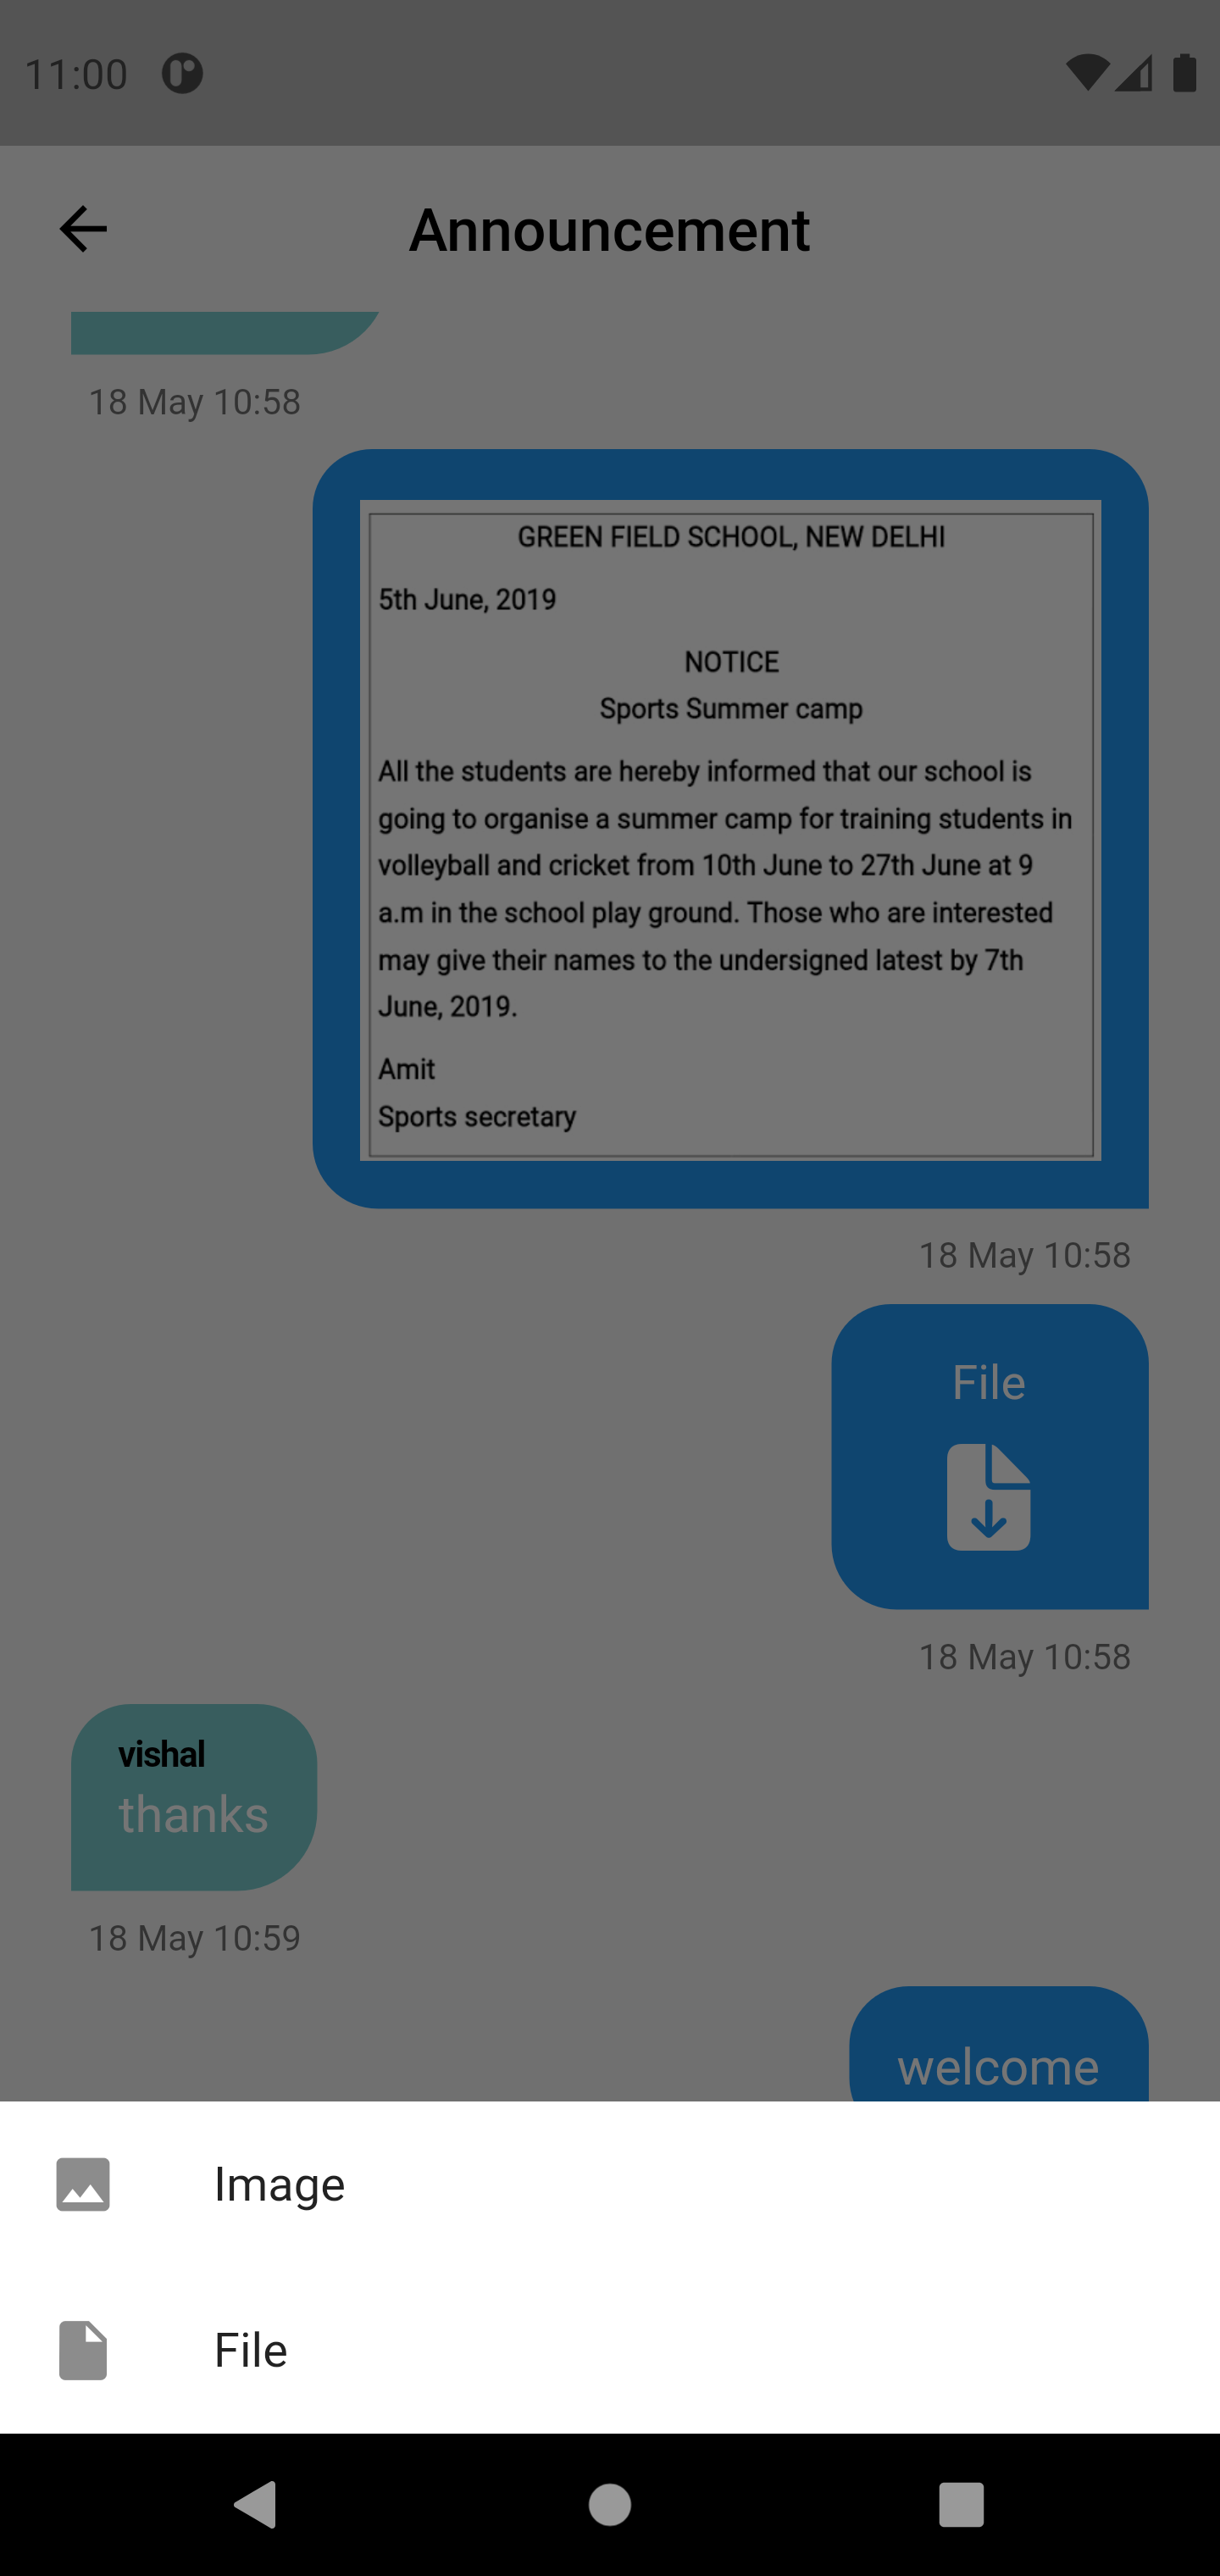 11:00
Announcement
18 May 10:58
GREEN FIELD SCHOOL, NEW DELHI
5th June, 2019
NOTICE
Sports Summer camp
All the students are hereby informed that our school is
going to organise a summer camp for training students in
volleyball and cricket from 10th June to 27th June at 9
a.m in the school play ground. Those who are interested
may give their names to the undersigned latest by 7th
June, 2019.
Amit
Sports secretary
18 May 10:58
File
18 May 10:58
vishal
thanks
18 May 10:59
welcome
Image
File